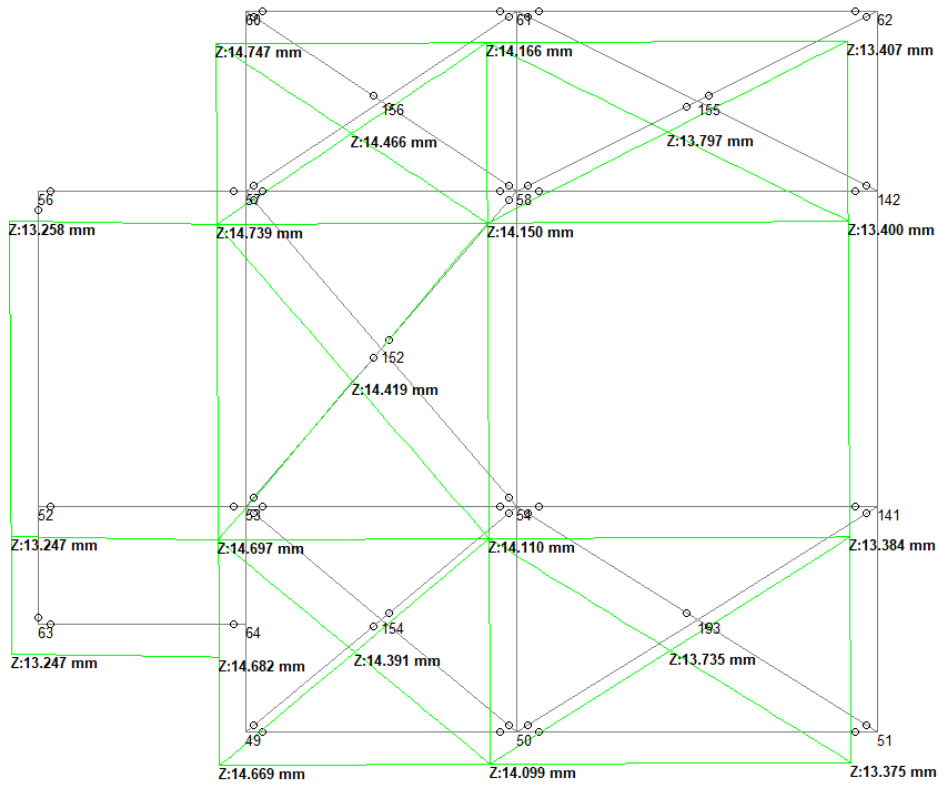 60 61 62
Z:14.747 mm Z:14.166 mm Z:13.407 mm
156 155
Z:14.466 mm Z:13.797 mm
56 57 58 142
Z:13.258 mm Z:14.739 mm Z:14.150 mm Z:13.400 mm
152
Z:14.419 mm
52 53 54 141
Z:13.247 mm Z:14.697 mm Z:14.110 mm Z:13.384 mm
63 64 154 193
Z:13.247 mm Z:14.682 mm Z:14.391 mm Z:13.735 mm
49 50 51
Z:14.669 mm Z:14.099 mm Z:13.375 mm